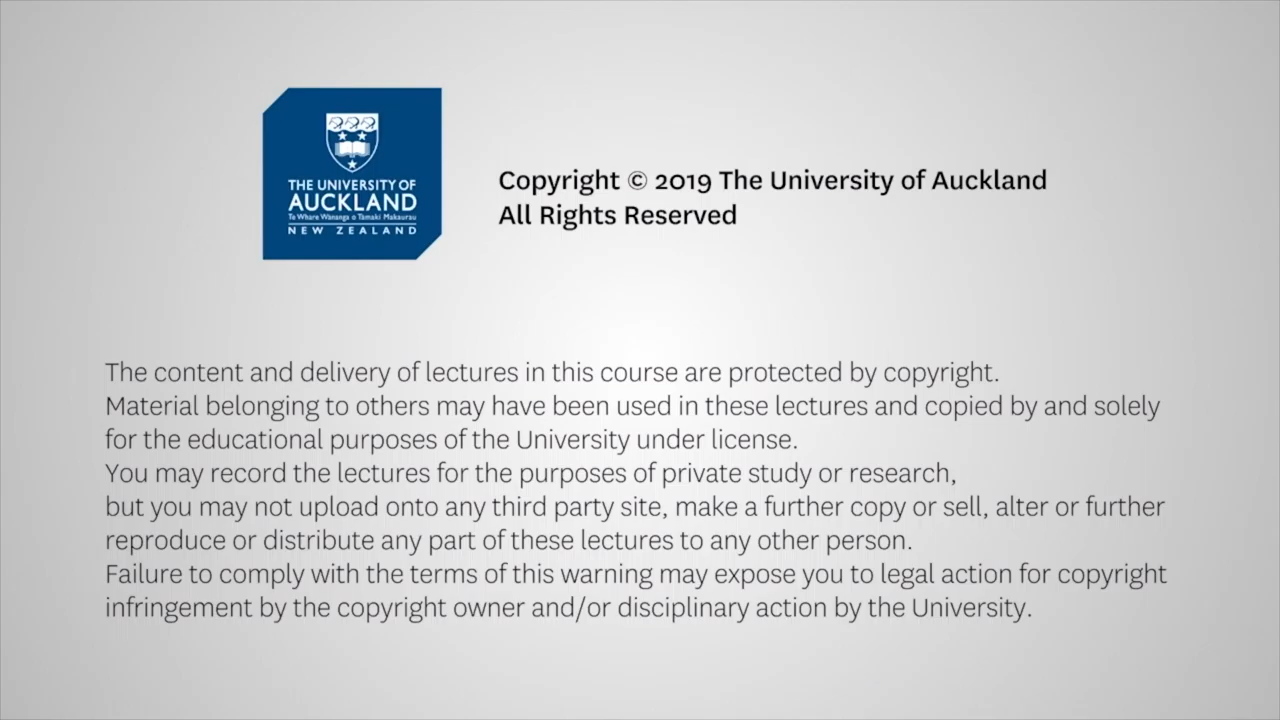 THE UNIVERSITY OF
AUCKLAND
Te Whare Wānanga o Tāmaki Makaurau
NEW ZEALAND
Copyright © 2019 The University of Auckland
All Rights Reserved
The content and delivery of lectures in this course are protected by copyright.
Material belonging to others may have been used in these lectures and copied by and solely
for the educational purposes of the University under license.
You may record the lectures for the purposes of private study or research,
but you may not upload onto any third party site, make a further copy or sell, alter or further
reproduce or distribute any part of these lectures to any other person.
Failure to comply with the terms of this warning may expose you to legal action for copyright
infringement by the copyright owner and/or disciplinary action by the University.